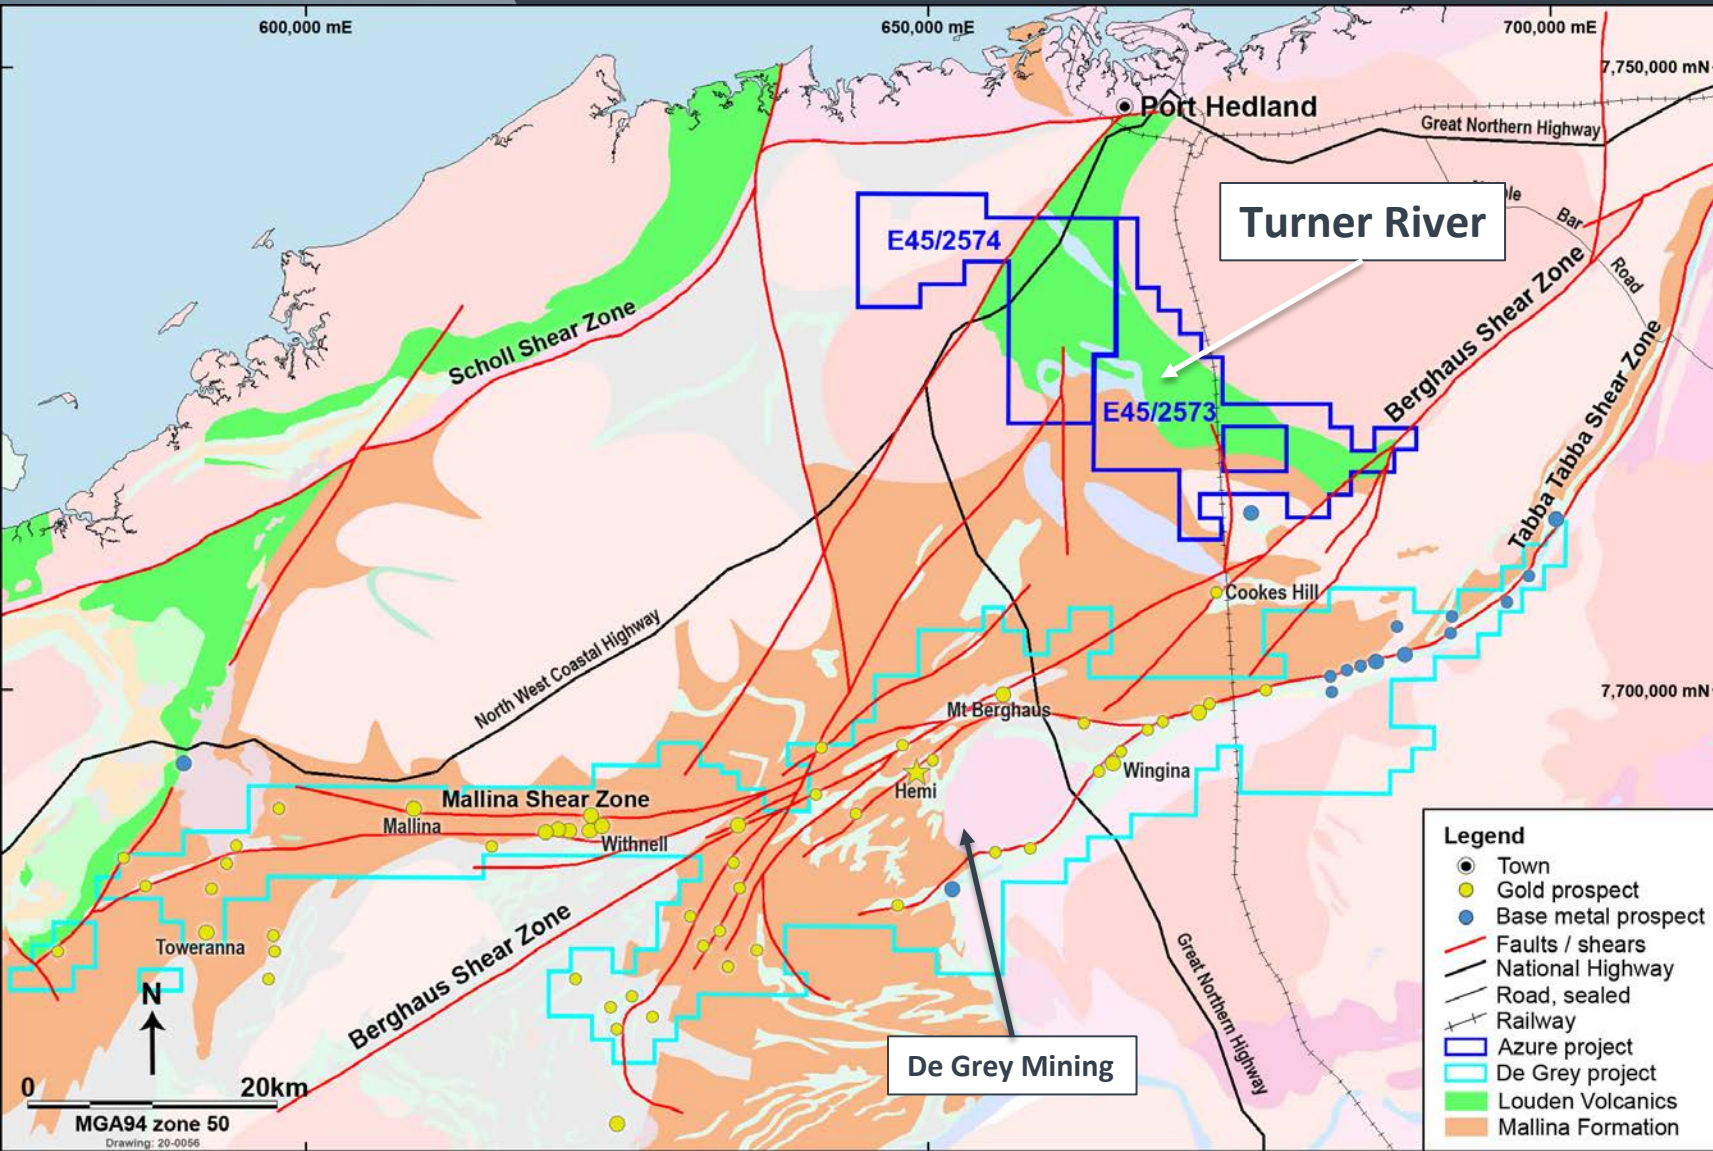 600,000 mE
650,000 mE
700,000 mE
7,750,000 mN
Port Hedland
Great Northern Highway
Bar
Road
Turner River
E45/2574
E45/2573
Scholl Shear Zone
Berghaus Shear Zone
Tabba Tabba Shear Zone
Cookes Hill
North West Coastal Highway
7,700,000 mN
Mt Berghaus
Wingina
Hemi
Mallina Shear Zone
Mallina
Withnell
Toweranna
Berghaus Shear Zone
Great Northern Highway
De Grey Mining
N
0 20km
MGA94 zone 50
Drawing: 20-0056
Legend
Town
Gold prospect
Base metal prospect
Faults / shears
National Highway
Road, sealed
Railway
Azure project
De Grey project
Louden Volcanics
Mallina Formation